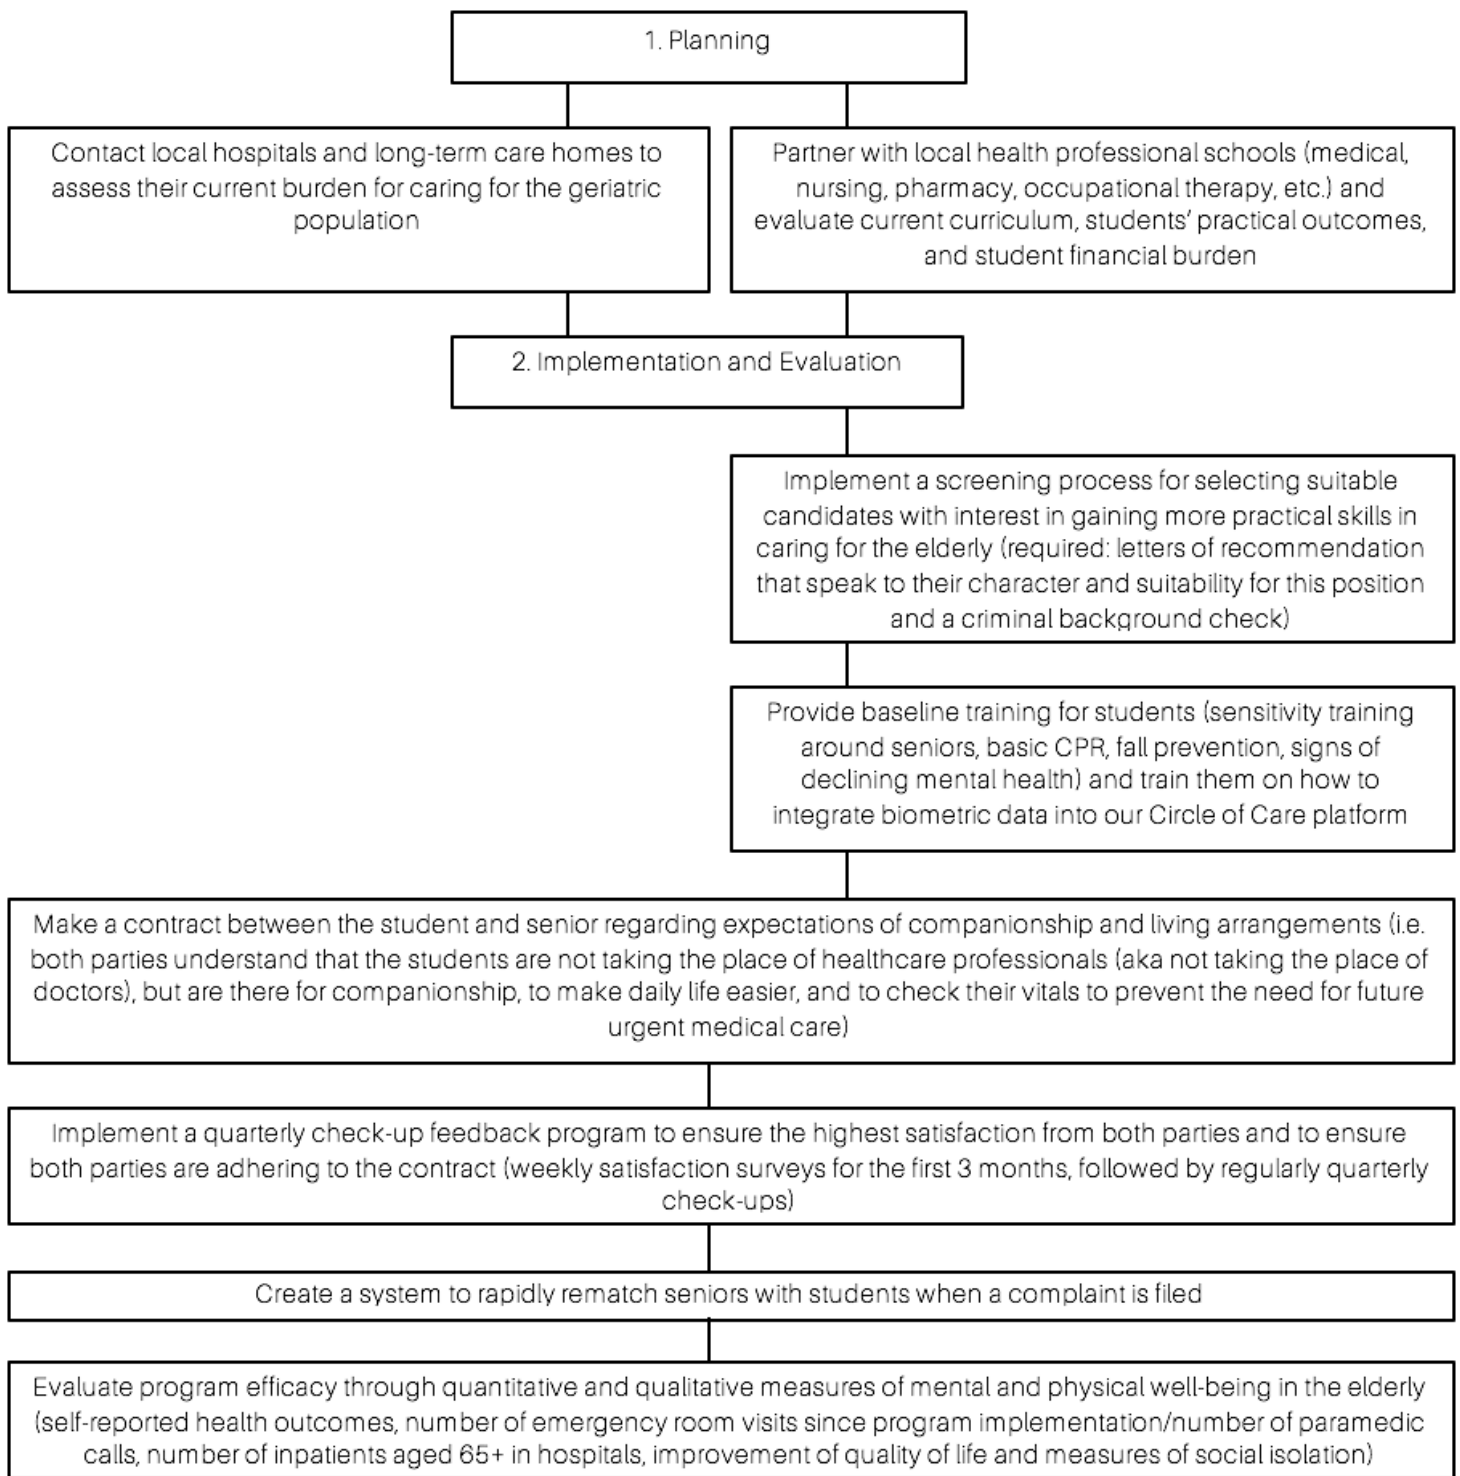 1. Planning
Contact local hospitals and long-term care homes to
assess their current burden for caring for the geriatric
population
Partner with local health professional schools (medical,
nursing, pharmacy, occupational therapy, etc.) and
evaluate current curriculum, students' practical outcomes,
and student financial burden
2. Implementation and Evaluation
Implement a screening process for selecting suitable
candidates with interest in gaining more practical skills in
caring for the elderly (required: letters of recommendation
that speak to their character and suitability for this position
and a criminal background check)
Provide baseline training for students (sensitivity training
around seniors, basic CPR, fall prevention, signs of
declining mental health) and train them on how to
integrate biometric data into our Circle of Care platform
Make a contract between the student and senior regarding expectations of companionship and living arrangements (i.e.
both parties understand that the students are not taking the place of healthcare professionals (aka not taking the place of
doctors), but are there for companionship, to make daily life easier, and to check their vitals to prevent the need for future
urgent medical care)
Implement a quarterly check-up feedback program to ensure the highest satisfaction from both parties and to ensure
both parties are adhering to the contract (weekly satisfaction surveys for the first 3 months, followed by regularly quarterly
check-ups)
Create a system to rapidly rematch seniors with students when a complaint is filed
Evaluate program efficacy through quantitative and qualitative measures of mental and physical well-being in the elderly
(self-reported health outcomes, number of emergency room visits since program implementation/number of paramedic
calls, number of inpatients aged 65+ in hospitals, improvement of quality of life and measures of social isolation)